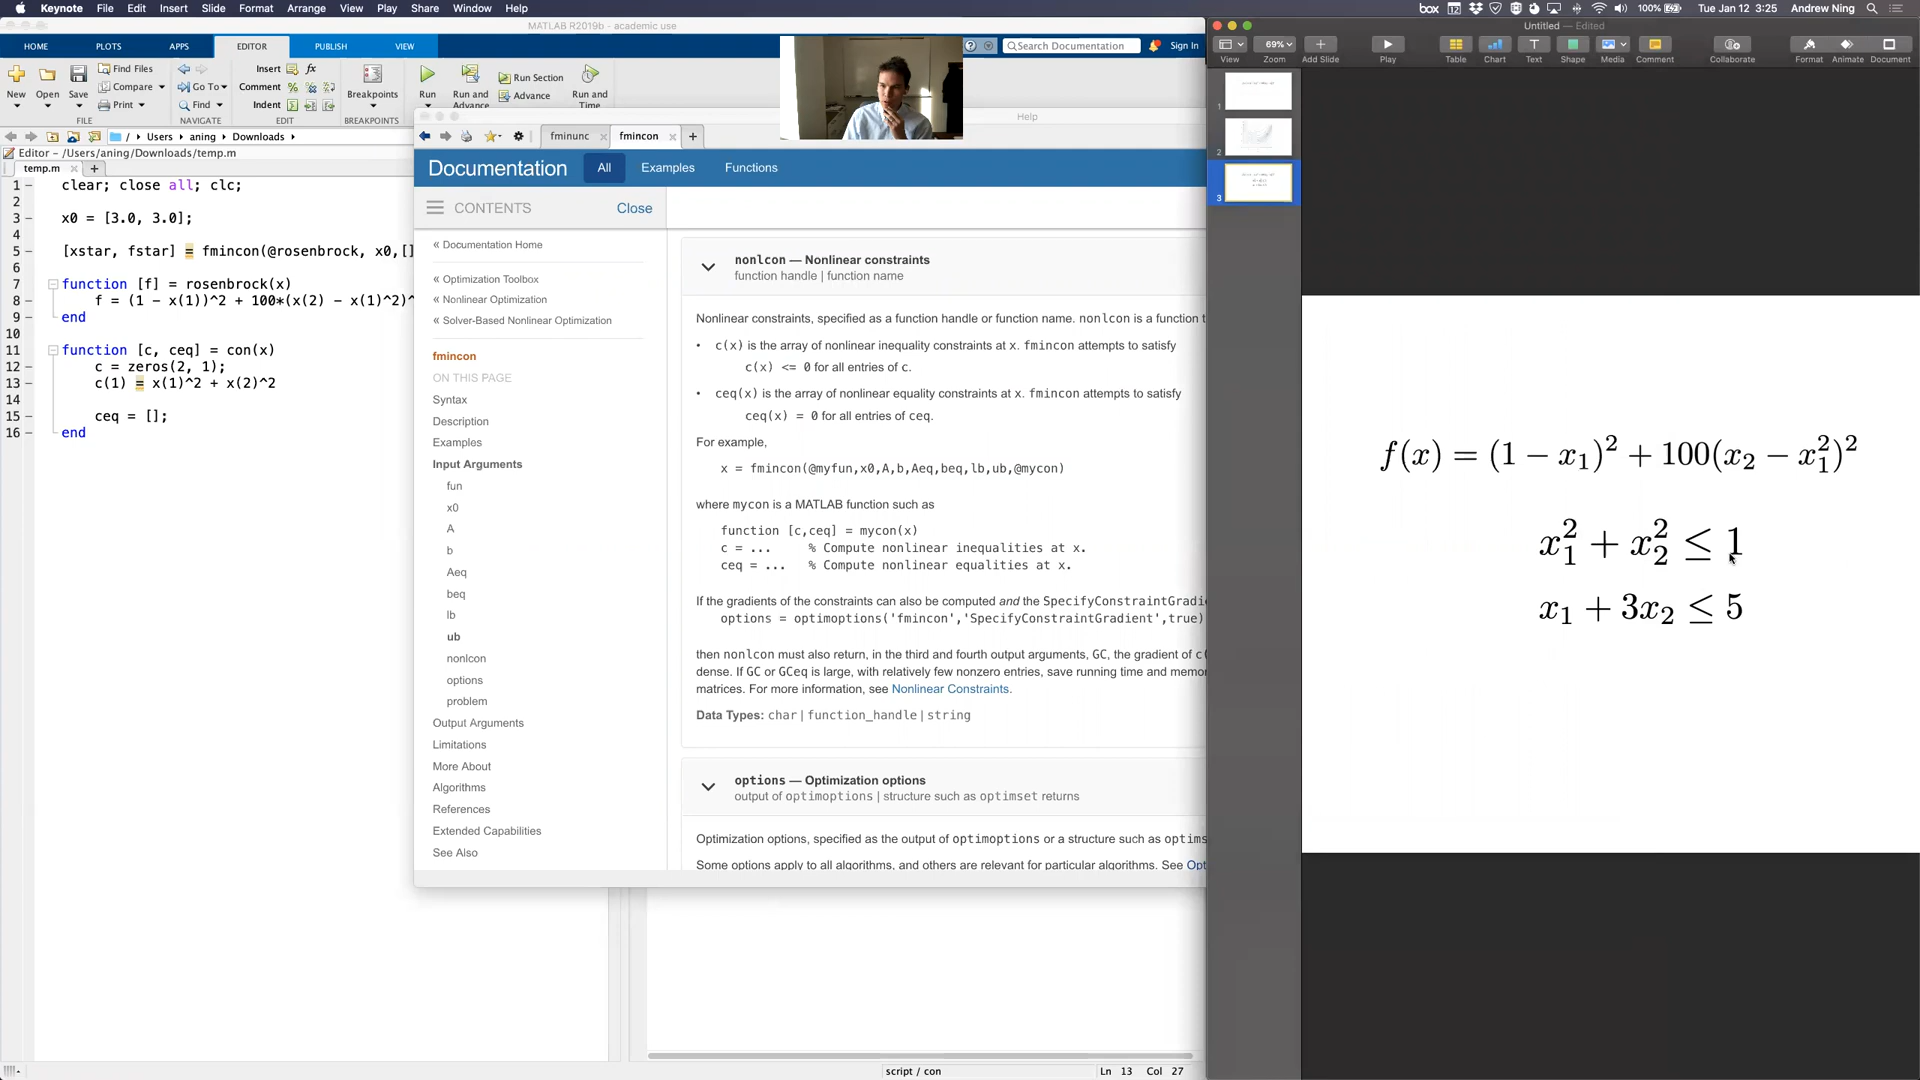 Keynote File Edit Insert Slide Format Arrange View Play Share Window Help
box 100% Tue Jan 12 3:25 Andrew Ning
MATLAB R2019b - academic use
HOME PLOTS APPS EDITOR PUBLISH VIEW
Search Documentation Sign In
New Open Save Find Files Compare Print
Go To Find
Insert fx
Comment
Indent
Breakpoints
Run Run and Advance Run Section Advance Run and Time
FILE NAVIGATE EDIT BREAKPOINTS
/ Users aning Downloads
Editor - /Users/aning/Downloads/temp.m
temp.m
1 clear; close all; clc;
2
3 x0 = [3.0, 3.0];
4
5 [xstar, fstar] = fmincon(@rosenbrock, x0,[]
6
7 function [f] = rosenbrock(x)
8 f = (1 - x(1))^2 + 100*(x(2) - x(1)^2)^
9 end
10
11 function [c, ceq] = con(x)
12 c = zeros(2, 1);
13 c(1) = x(1)^2 + x(2)^2
14
15 ceq = [];
16 end
Help
fminunc fmincon
Documentation All Examples Functions
CONTENTS Close
« Documentation Home
« Optimization Toolbox
« Nonlinear Optimization
« Solver-Based Nonlinear Optimization
fmincon
ON THIS PAGE
Syntax
Description
Examples
Input Arguments
fun
x0
A
b
Aeq
beq
lb
ub
nonlcon
options
problem
Output Arguments
Limitations
More About
Algorithms
References
Extended Capabilities
See Also
nonlcon — Nonlinear constraints
function handle | function name
Nonlinear constraints, specified as a function handle or function name. nonlcon is a function t
• c(x) is the array of nonlinear inequality constraints at x. fmincon attempts to satisfy
c(x) <= 0 for all entries of c.
• ceq(x) is the array of nonlinear equality constraints at x. fmincon attempts to satisfy
ceq(x) = 0 for all entries of ceq.
For example,
x = fmincon(@myfun,x0,A,b,Aeq,beq,lb,ub,@mycon)
where mycon is a MATLAB function such as
function [c,ceq] = mycon(x)
c = ... % Compute nonlinear inequalities at x.
ceq = ... % Compute nonlinear equalities at x.
If the gradients of the constraints can also be computed and the SpecifyConstraintGradi
options = optimoptions('fmincon','SpecifyConstraintGradient',true)
then nonlcon must also return, in the third and fourth output arguments, GC, the gradient of c(
dense. If GC or GCeq is large, with relatively few nonzero entries, save running time and memor
matrices. For more information, see Nonlinear Constraints.
Data Types: char | function_handle | string
options — Optimization options
output of optimoptions | structure such as optimset returns
Optimization options, specified as the output of optimoptions or a structure such as optims
Some options apply to all algorithms, and others are relevant for particular algorithms. See Opt
script / con Ln 13 Col 27
Untitled — Edited
69%
View Zoom Add Slide Play Table Chart Text Shape Media Comment Collaborate Format Animate Document
1
2
3
f(x) = (1 − x₁)² + 100(x₂ − x₁²)²
x₁² + x₂² ≤ 1
x₁ + 3x₂ ≤ 5